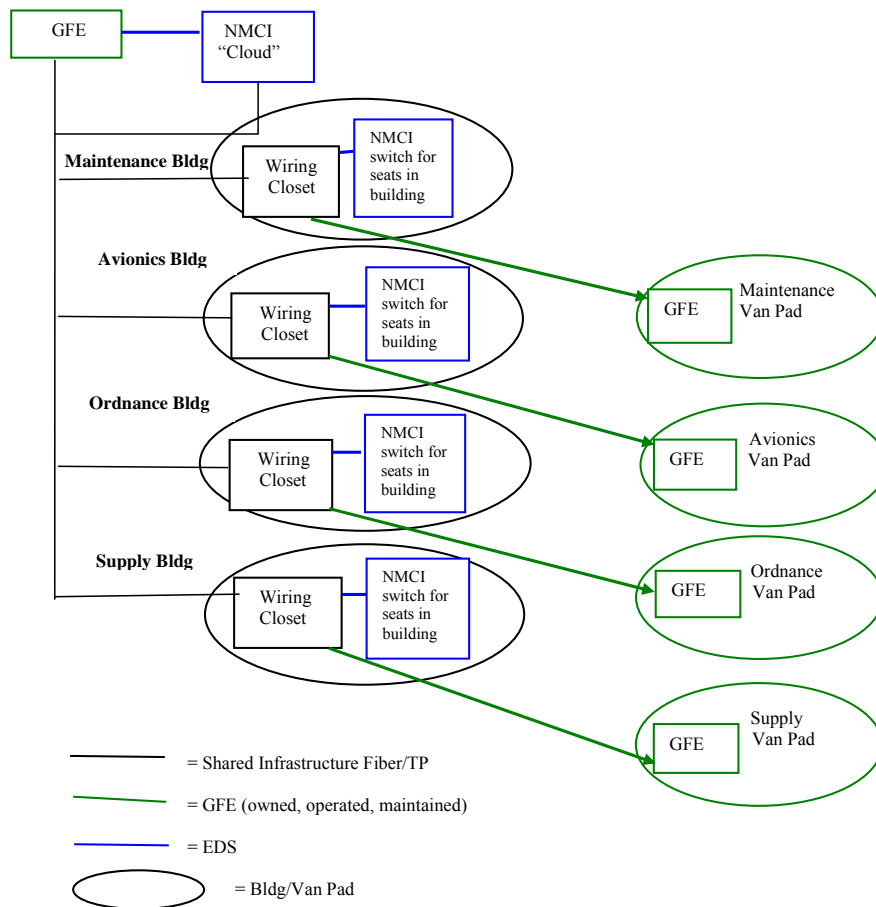 GFE
NMCI
“Cloud”
Maintenance Bldg
Wiring
Closet
NMCI
switch for
seats in
building
Avionics Bldg
Wiring
Closet
NMCI
switch for
seats in
building
GFE
Maintenance
Van Pad
Ordnance Bldg
Wiring
Closet
NMCI
switch for
seats in
building
GFE
Avionics
Van Pad
Supply Bldg
Wiring
Closet
NMCI
switch for
seats in
building
GFE
Ordnance
Van Pad
GFE
Supply
Van Pad
= Shared Infrastructure Fiber/TP
= GFE (owned, operated, maintained)
= EDS
= Bldg/Van Pad